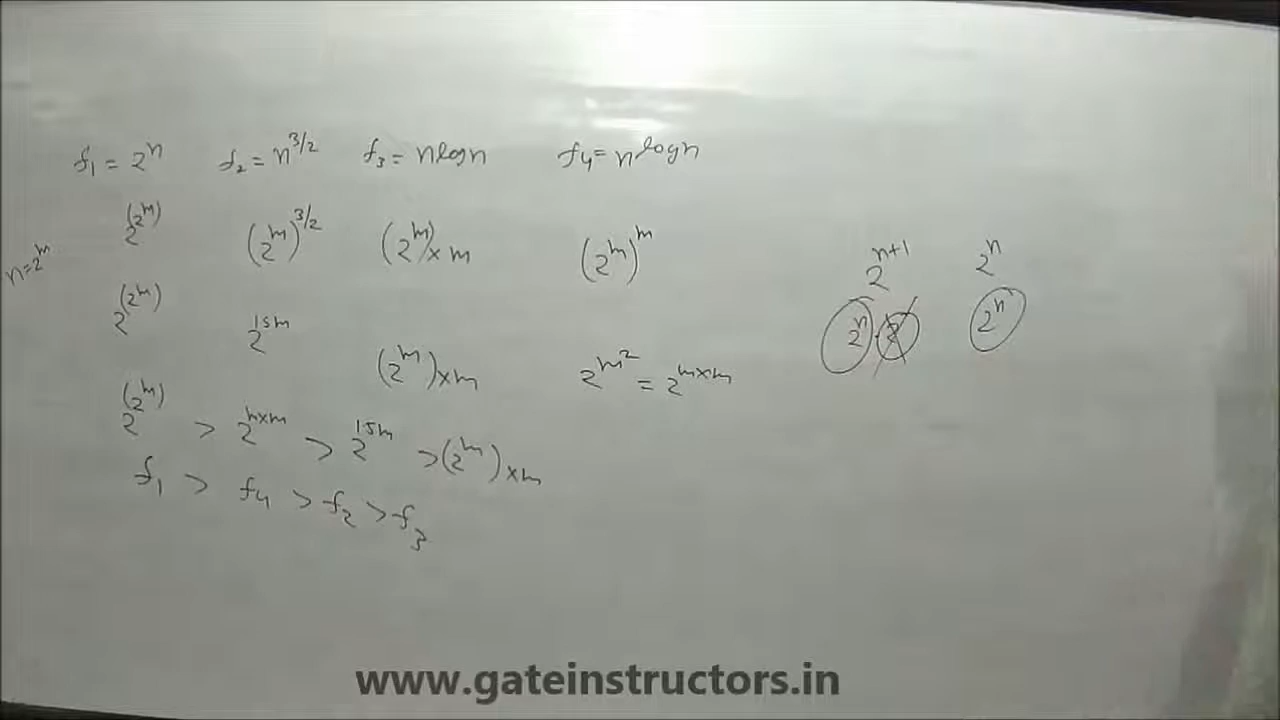 f₁ = 2ⁿ f₂ = n^{3/2} f₃ = nlogn f₄ = n^{logn}
n=2^m
2^{(2^m)} (2^m)^{3/2} (2^m)×m (2^m)^m
2^{n+1} 2^n
2^{(2^m)} 2^{1.5m} (2^m)×m 2^{m²} = 2^{m×m}
2^n · 2 2^n
2^{(2^m)} > 2^{m×m} > 2^{1.5m} > (2^m)×m
f₁ > f₄ > f₂ > f₃
www.gateinstructors.in